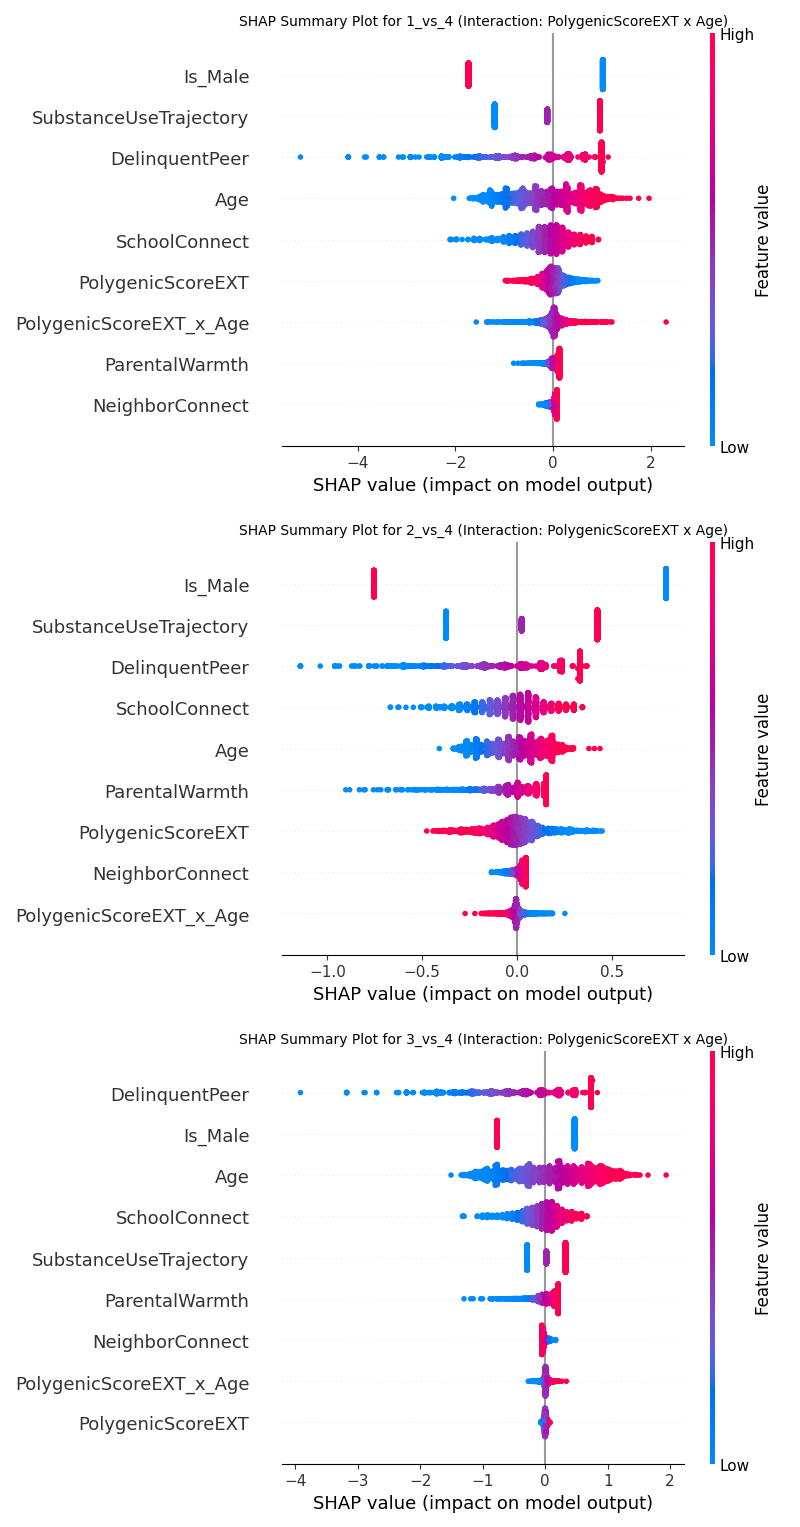 SHAP Summary Plot for 1_vs_4 (Interaction: PolygenicScoreEXT x Age)
High
Is_Male
SubstanceUseTrajectory
DelinquentPeer
Age
SchoolConnect
PolygenicScoreEXT
PolygenicScoreEXT_x_Age
ParentalWarmth
NeighborConnect
Feature value
Low
−4 −2 0 2
SHAP value (impact on model output)
SHAP Summary Plot for 2_vs_4 (Interaction: PolygenicScoreEXT x Age)
High
Is_Male
SubstanceUseTrajectory
DelinquentPeer
SchoolConnect
Age
ParentalWarmth
PolygenicScoreEXT
NeighborConnect
PolygenicScoreEXT_x_Age
Feature value
Low
−1.0 −0.5 0.0 0.5
SHAP value (impact on model output)
SHAP Summary Plot for 3_vs_4 (Interaction: PolygenicScoreEXT x Age)
High
DelinquentPeer
Is_Male
Age
SchoolConnect
SubstanceUseTrajectory
ParentalWarmth
NeighborConnect
PolygenicScoreEXT_x_Age
PolygenicScoreEXT
Feature value
Low
−4 −3 −2 −1 0 1 2
SHAP value (impact on model output)